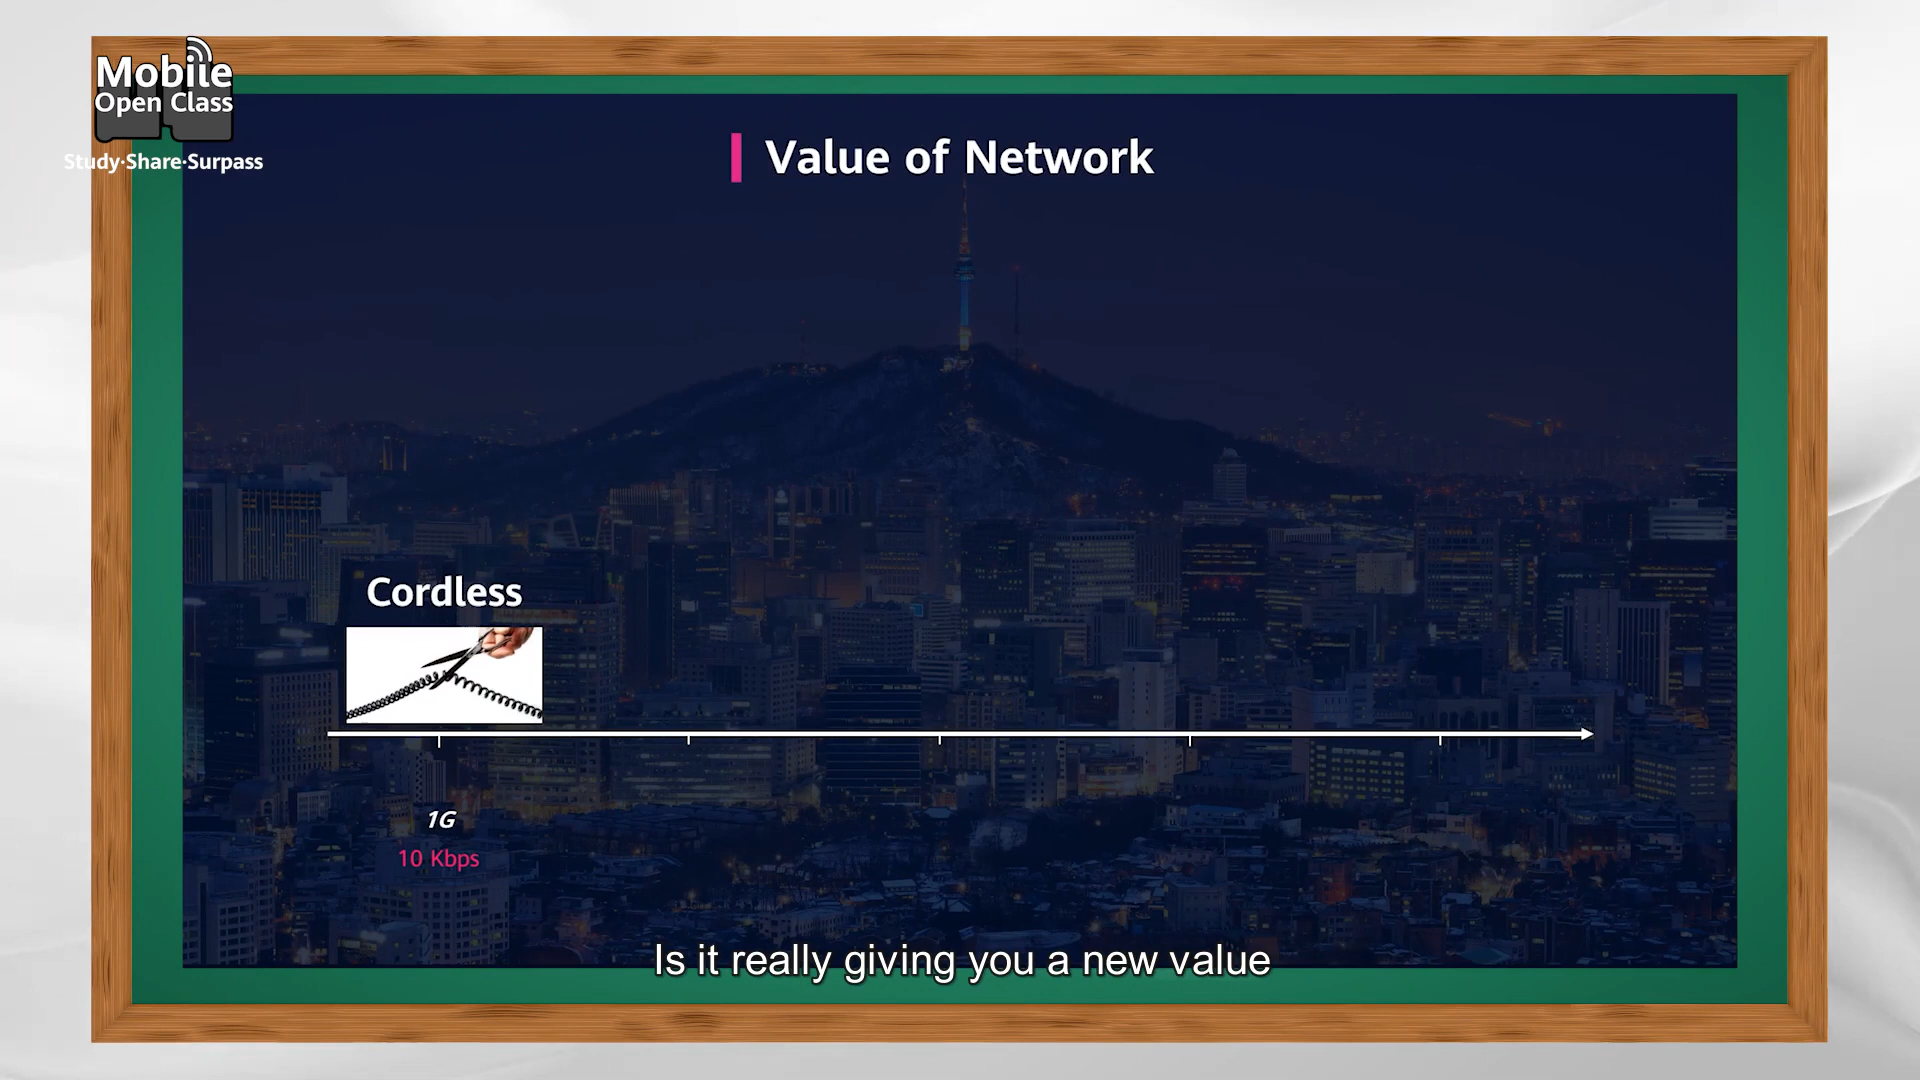 Mobile
Open Class
Study·Share·Surpass
Value of Network
Cordless
1G
10 Kbps
Is it really giving you a new value